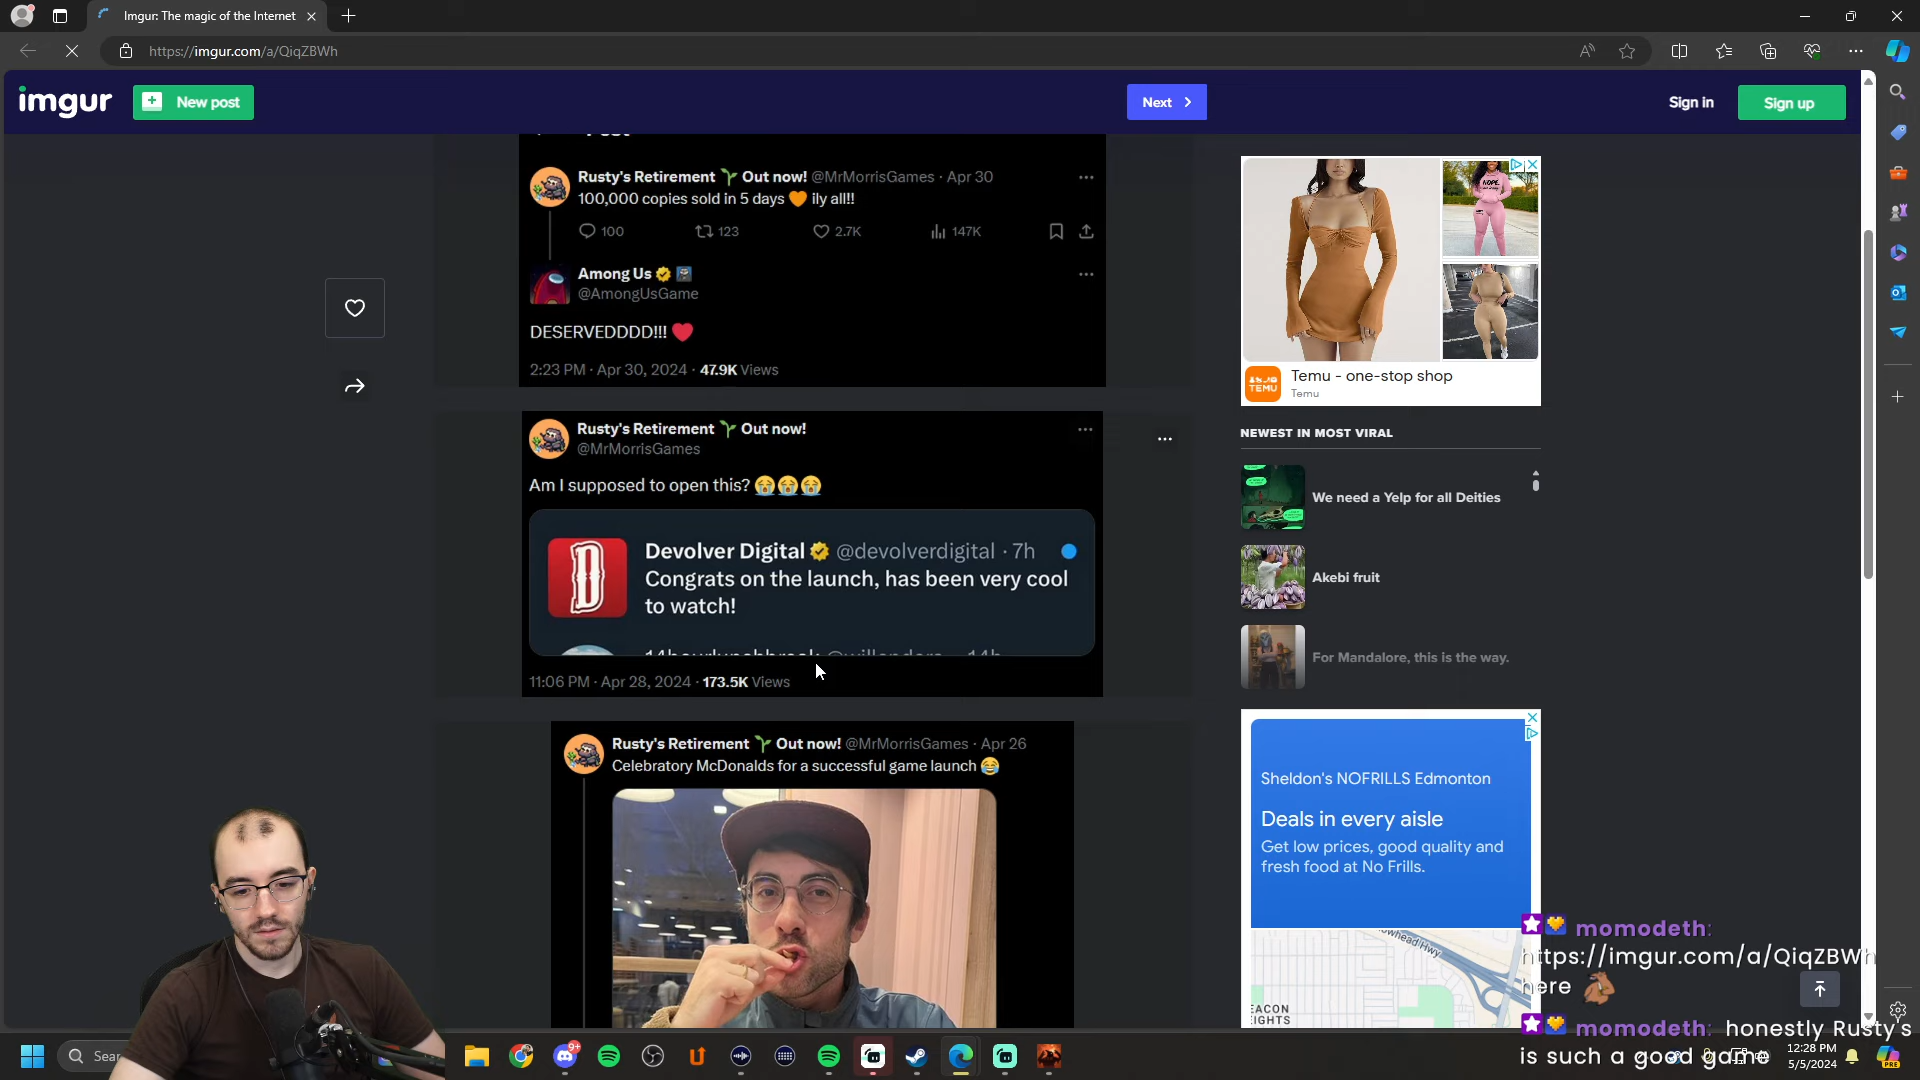 Imgur: The magic of the Internet
https://imgur.com/a/QiqZBWh
imgur
New post
Next
Sign in
Sign up
Rusty's Retirement Out now! @MrMorrisGames · Apr 30
100,000 copies sold in 5 days 🧡 ily all!!
100 123 2.7K 147K
Among Us
@AmongUsGame
DESERVEDDDD!!! ❤️
2:23 PM · Apr 30, 2024 · 47.9K Views
Rusty's Retirement Out now!
@MrMorrisGames
Am I supposed to open this? 😭😭😭
Devolver Digital @devolverdigital · 7h
Congrats on the launch, has been very cool
to watch!
11:06 PM · Apr 28, 2024 · 173.5K Views
Rusty's Retirement Out now! @MrMorrisGames · Apr 26
Celebratory McDonalds for a successful game launch 😂
NOPE.
TEMU
Temu - one-stop shop
Temu
NEWEST IN MOST VIRAL
We need a Yelp for all Deities
Akebi fruit
For Mandalore, this is the way.
Sheldon's NOFRILLS Edmonton
Deals in every aisle
Get low prices, good quality and
fresh food at No Frills.
momodeth:
https://imgur.com/a/QiqZBWh
here
momodeth: honestly Rusty's
is such a good game
Sear
9+
12:28 PM
5/5/2024
PRE